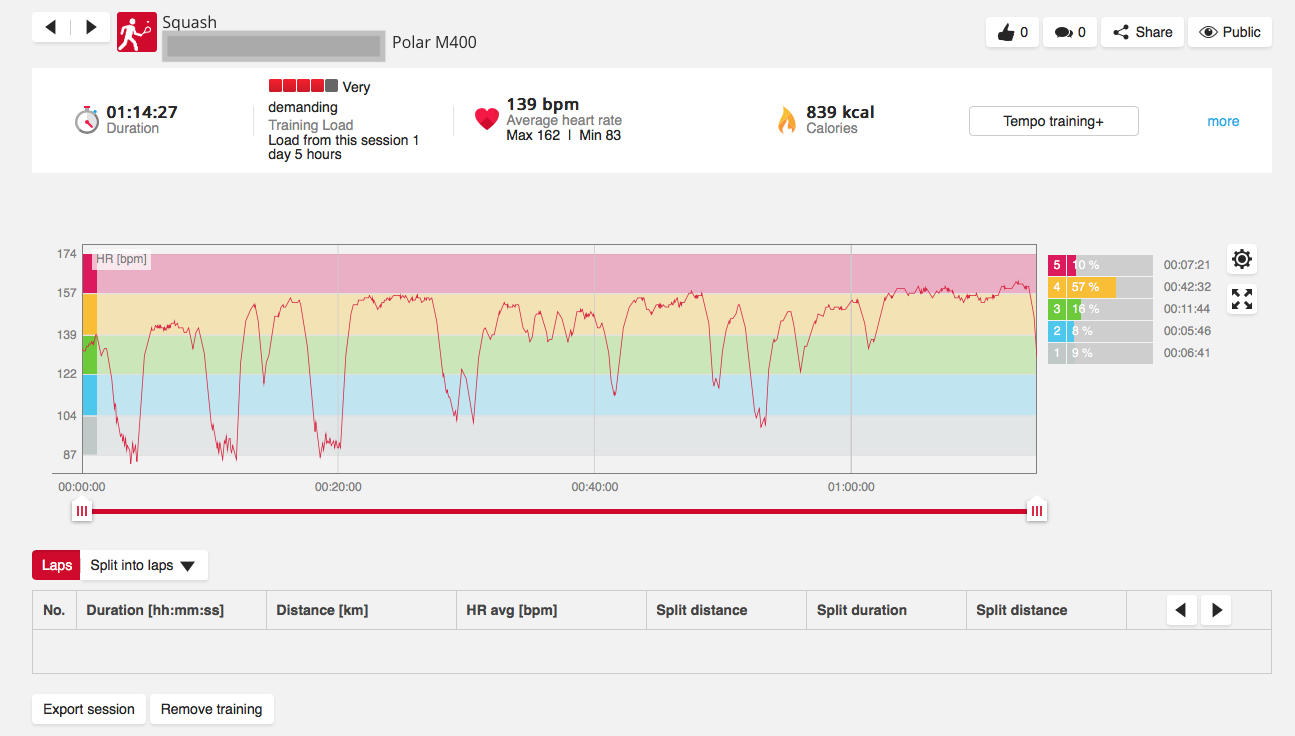 Squash
Polar M400
0
0
Share
Public
01:14:27
Duration
Very
demanding
Training Load
Load from this session 1
day 5 hours
139 bpm
Average heart rate
Max 162 | Min 83
839 kcal
Calories
Tempo training+
more
HR [bpm]
174
157
139
122
104
87
00:00:00 00:20:00 00:40:00 01:00:00
5 10 % 00:07:21
4 57 % 00:42:32
3 16 % 00:11:44
2 8 % 00:05:46
1 9 % 00:06:41
Laps Split into laps
No. Duration [hh:mm:ss] Distance [km] HR avg [bpm] Split distance Split duration Split distance
Export session Remove training